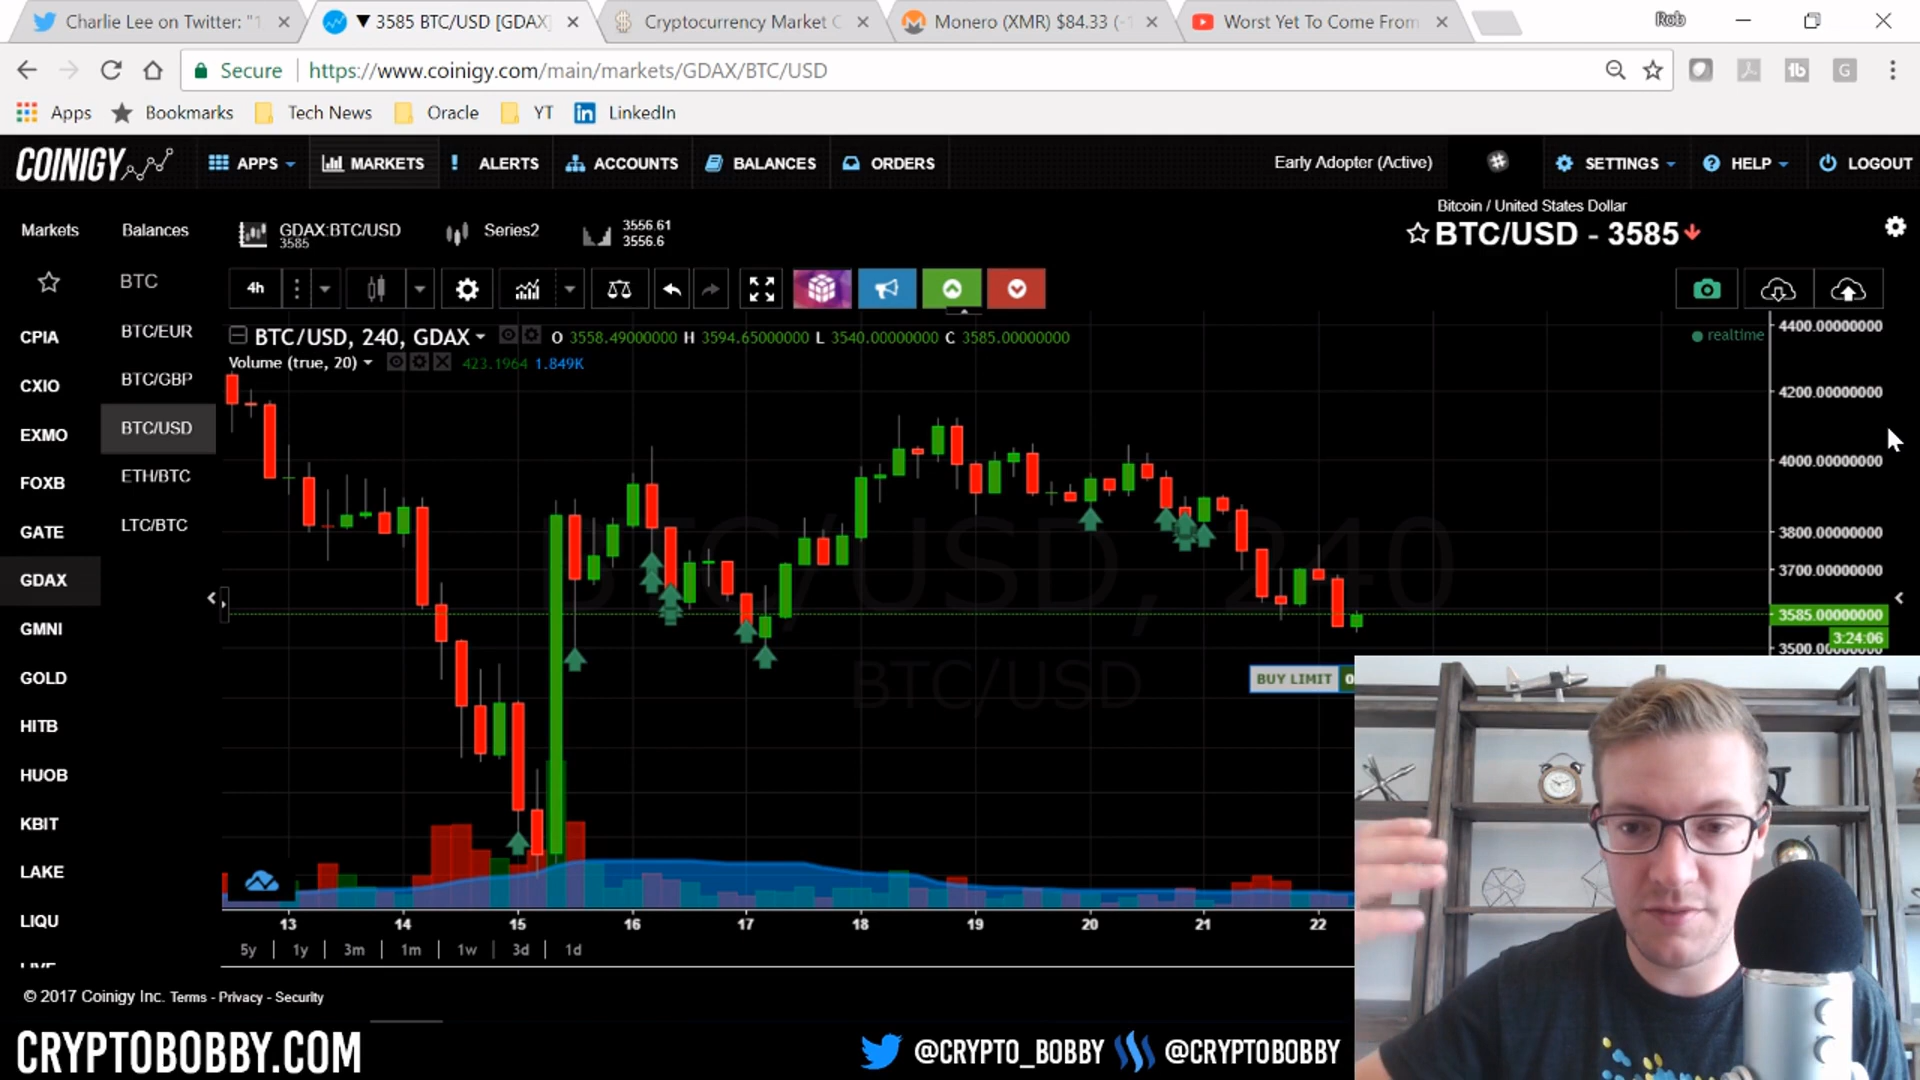 Charlie Lee on Twitter: "1
▼ 3585 BTC/USD [GDAX]
Cryptocurrency Market C
Monero (XMR) $84.33 (-1
Worst Yet To Come From
Rob
Secure
https://www.coinigy.com/main/markets/GDAX/BTC/USD
Apps
Bookmarks
Tech News
Oracle
YT
LinkedIn
COINIGY
APPS
MARKETS
ALERTS
ACCOUNTS
BALANCES
ORDERS
Early Adopter (Active)
SETTINGS
HELP
LOGOUT
Markets
Balances
GDAX:BTC/USD
3585
Series2
3556.61
3556.6
Bitcoin / United States Dollar
BTC/USD - 3585
BTC
4h
BTC/USD, 240, GDAX
O 3558.49000000 H 3594.65000000 L 3540.00000000 C 3585.00000000
Volume (true, 20)
423.1964 1.849K
realtime
CPIA
CXIO
EXMO
FOXB
GATE
GDAX
GMNI
GOLD
HITB
HUOB
KBIT
LAKE
LIQU
BTC/EUR
BTC/GBP
BTC/USD
ETH/BTC
LTC/BTC
BTC/USD, 240
BTC/USD
4400.00000000
4200.00000000
4000.00000000
3800.00000000
3700.00000000
3585.00000000
3:24:06
3500.00000000
BUY LIMIT
13 14 15 16 17 18 19 20 21 22
5y 1y 3m 1m 1w 3d 1d
© 2017 Coinigy Inc. Terms - Privacy - Security
CRYPTOBOBBY.COM
@CRYPTO_BOBBY
@CRYPTOBOBBY